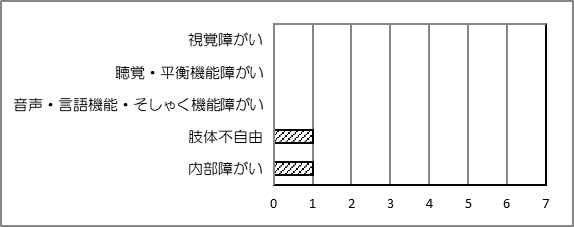 視覚障がい
聴覚・平衡機能障がい
音声・言語機能・そしゃく機能障がい
肢体不自由
内部障がい
0 1 2 3 4 5 6 7